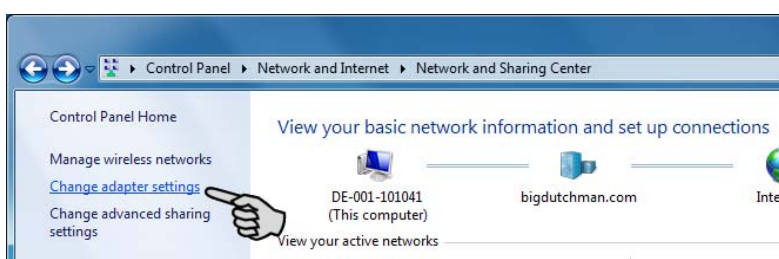 Control Panel Network and Internet Network and Sharing Center
Control Panel Home
Manage wireless networks
Change adapter settings
Change advanced sharing
settings
View your basic network information and set up connections
DE-001-101041
(This computer)
bigdutchman.com
Inte
View your active networks